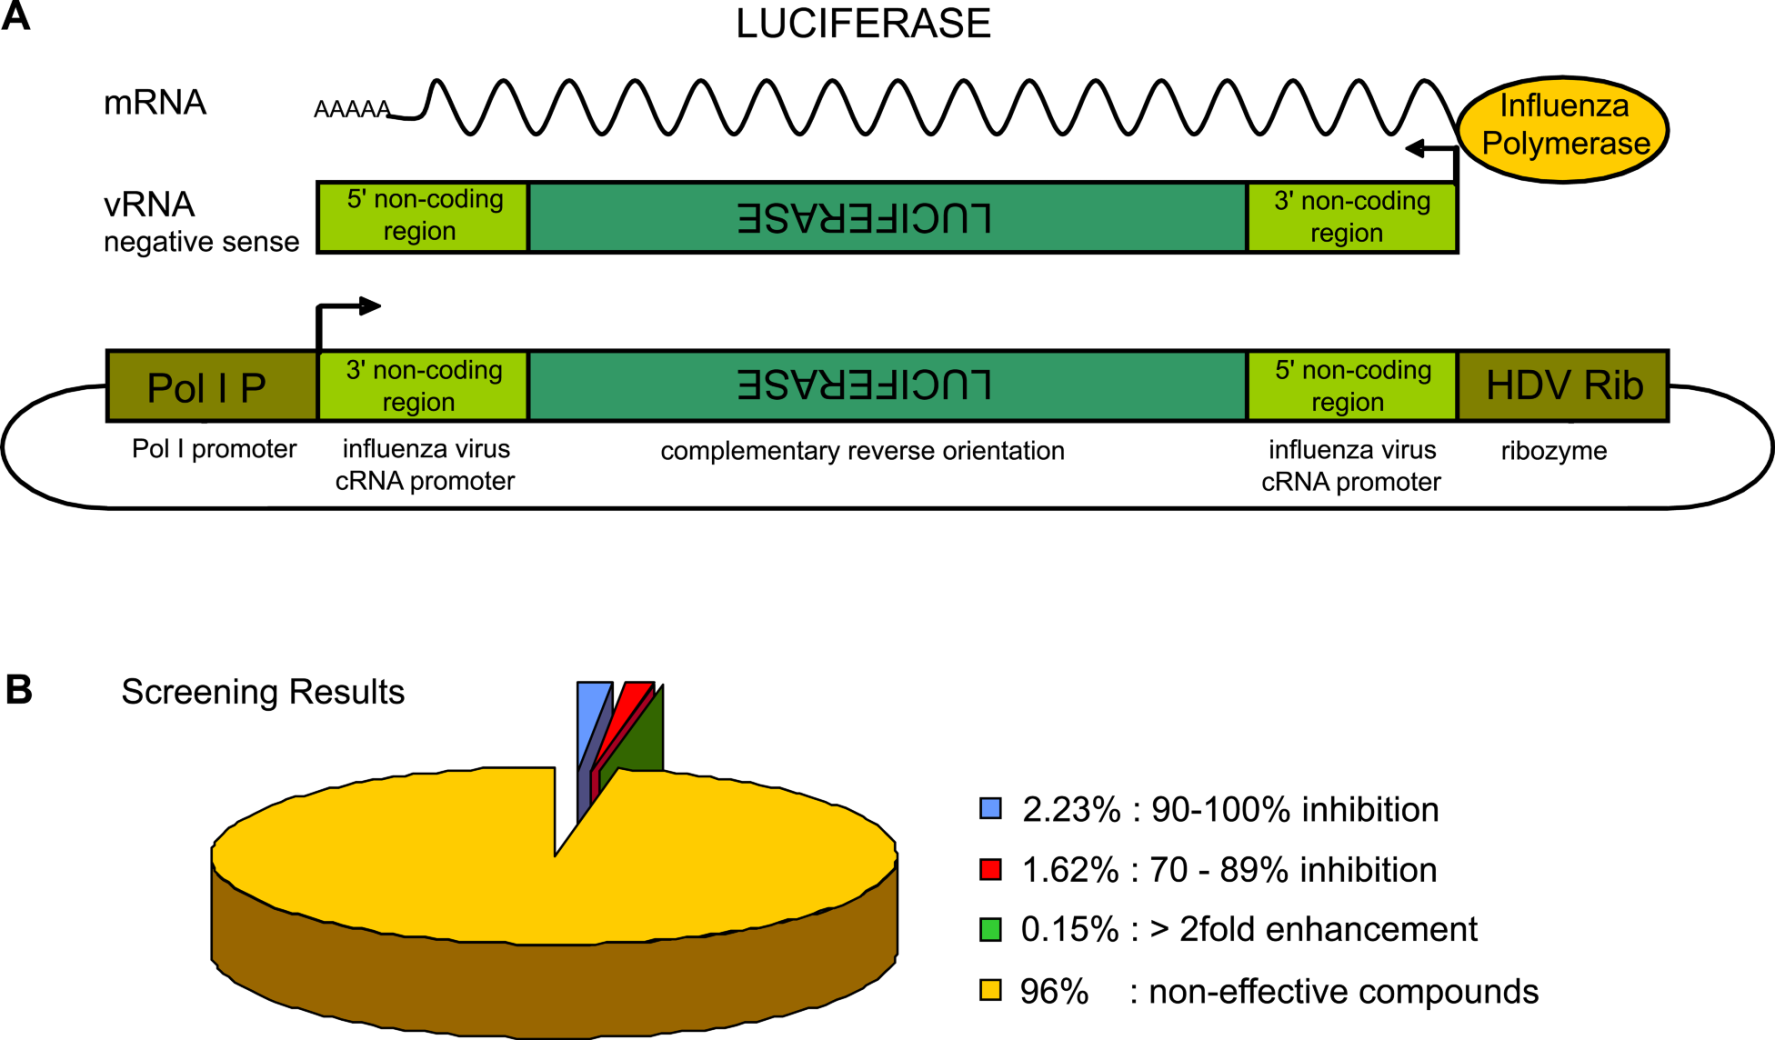 A
LUCIFERASE
mRNA
AAAAA
Influenza
Polymerase
vRNA
negative sense
5' non-coding
region
LUCIFERASE
3' non-coding
region
Pol I P
3' non-coding
region
LUCIFERASE
5' non-coding
region
HDV Rib
Pol I promoter
influenza virus
cRNA promoter
complementary reverse orientation
influenza virus
cRNA promoter
ribozyme
B
Screening Results
2.23% : 90-100% inhibition
1.62% : 70 - 89% inhibition
0.15% : > 2fold enhancement
96% : non-effective compounds